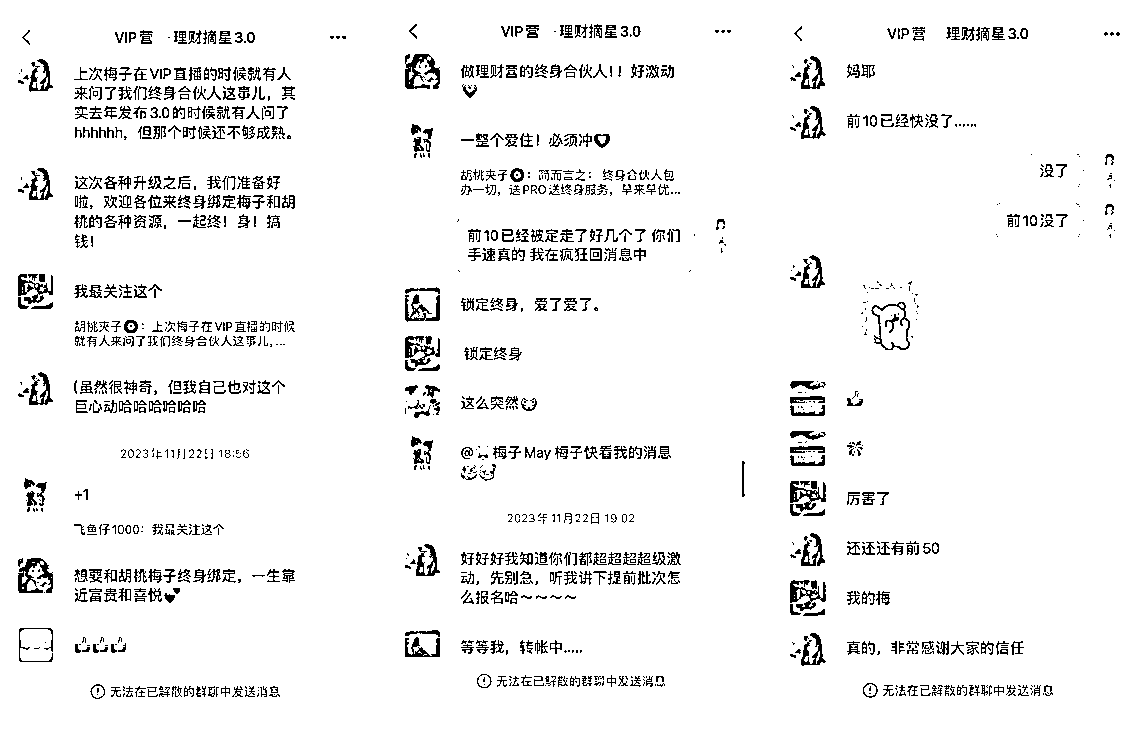 VIP营 ·理财摘星3.0
上次梅子在VIP直播的时候就有人
来问了我们终身合伙人这事儿，其
实去年发布3.0的时候就有人问了
hhhhhh，但那个时候还不够成熟。
这次各种升级之后，我们准备好
啦，欢迎各位来终身绑定梅子和胡
桃的各种资源，一起终！身！搞
钱！
我最关注这个
胡桃夹子：上次梅子在VIP直播的时候
就有人来问了我们终身合伙人这事儿,...
(虽然很神奇，但我自己也对这个
巨心动哈哈哈哈哈哈
2023年11月22日 18:56
+1
飞鱼仔1000：我最关注这个
想要和胡桃梅子终身绑定，一生靠
近富贵和喜悦💕
👍👍👍
无法在已解散的群聊中发送消息
VIP营 ·理财摘星3.0
做理财营的终身合伙人！！好激动
一整个爱住！必须冲
胡桃夹子：简而言之： 终身合伙人包
办一切，送PRO送终身服务，早来早优...
前10已经被定走了好几个了 你们
手速真的 我在疯狂回消息中
锁定终身，爱了爱了。
锁定终身
这么突然
@梅子May 梅子快看我的消息
2023年11月22日 19:02
好好好我知道你们都超超超超级激
动，先别急，听我讲下提前批次怎
么报名哈～～～～
等等我，转帐中.....
无法在已解散的群聊中发送消息
VIP营 理财摘星3.0
妈耶
前10已经快没了......
没了
前10没了
👍
厉害了
还还还有前50
我的梅
真的，非常感谢大家的信任
无法在已解散的群聊中发送消息